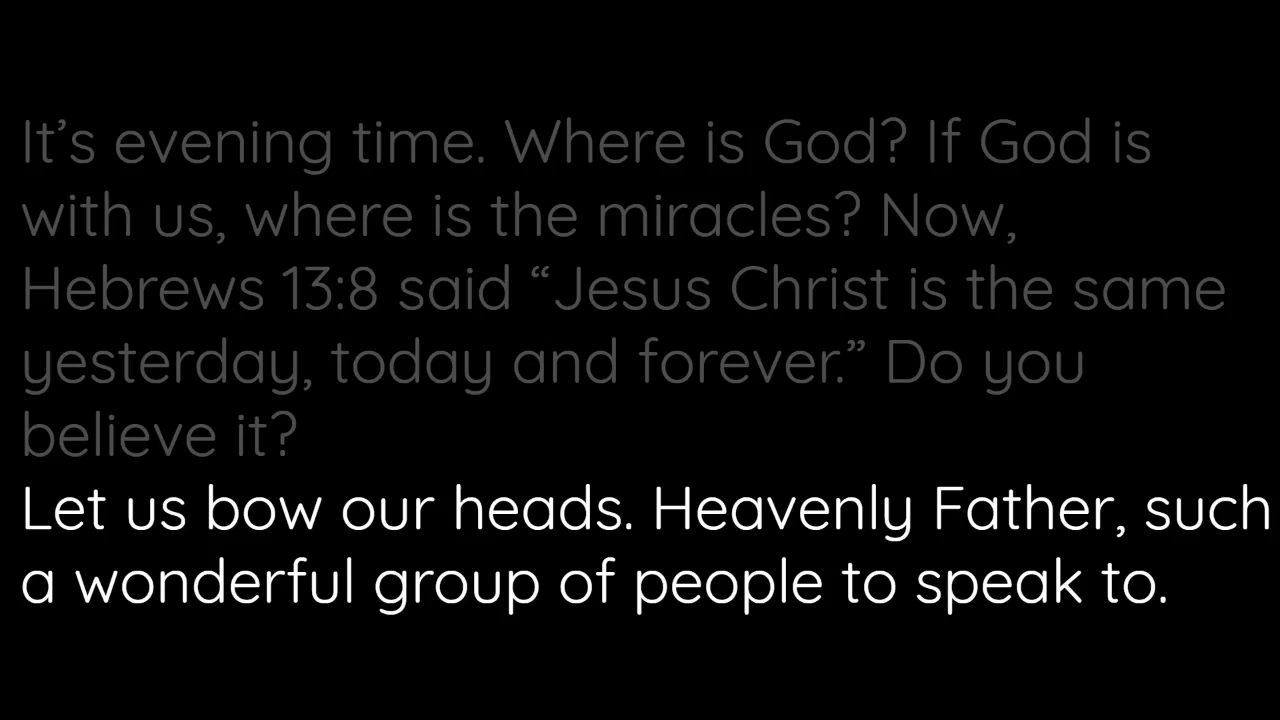 It’s evening time. Where is God? If God is
with us, where is the miracles? Now,
Hebrews 13:8 said “Jesus Christ is the same
yesterday, today and forever.” Do you
believe it?
Let us bow our heads. Heavenly Father, such
a wonderful group of people to speak to.